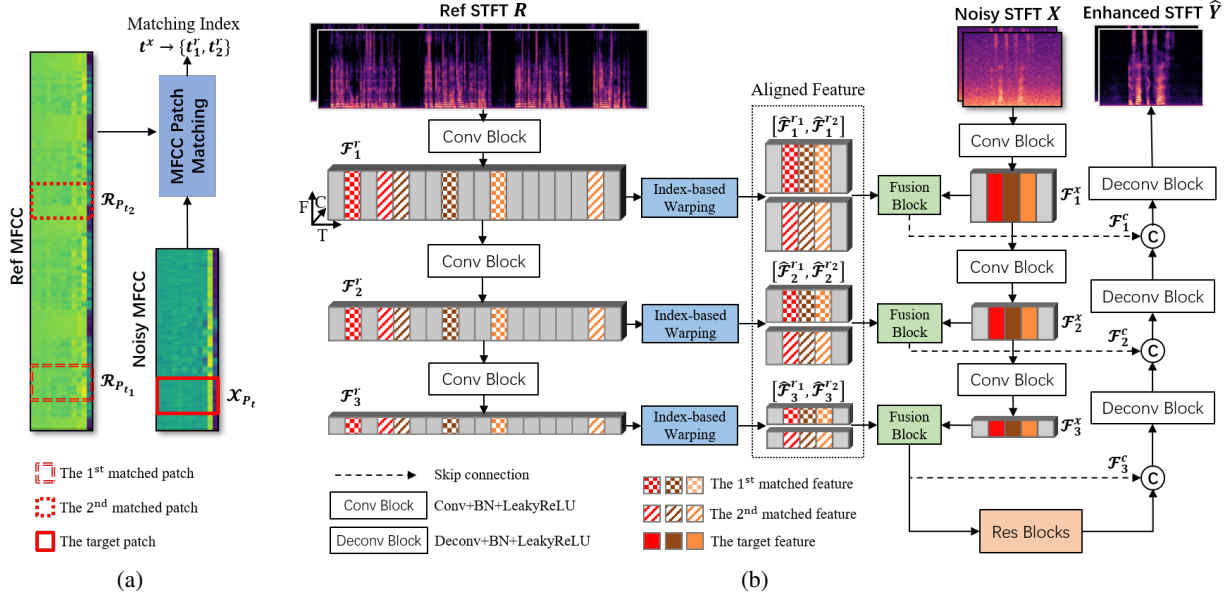 Matching Index
t^x → {t_1^r, t_2^r}
MFCC Patch
Matching
Ref MFCC
R_{P_{t_2}}
R_{P_{t_1}}
Noisy MFCC
X_{P_t}
The 1st matched patch
The 2nd matched patch
The target patch
(a)
Ref STFT R
Noisy STFT X
Enhanced STFT Ŷ
Conv Block
Aligned Feature
Conv Block
F_1^r
[F̂_1^{r_1}, F̂_1^{r_2}]
F
C
T
Index-based
Warping
Fusion
Block
F_1^x
Deconv Block
F_1^c
C
Conv Block
F_2^r
[F̂_2^{r_1}, F̂_2^{r_2}]
Conv Block
Index-based
Warping
Fusion
Block
F_2^x
Deconv Block
F_2^c
C
Conv Block
F_3^r
[F̂_3^{r_1}, F̂_3^{r_2}]
Conv Block
Index-based
Warping
Fusion
Block
F_3^x
Deconv Block
F_3^c
C
Res Blocks
Skip connection
Conv Block
Conv+BN+LeakyReLU
Deconv Block
Deconv+BN+LeakyReLU
The 1st matched feature
The 2nd matched feature
The target feature
(b)